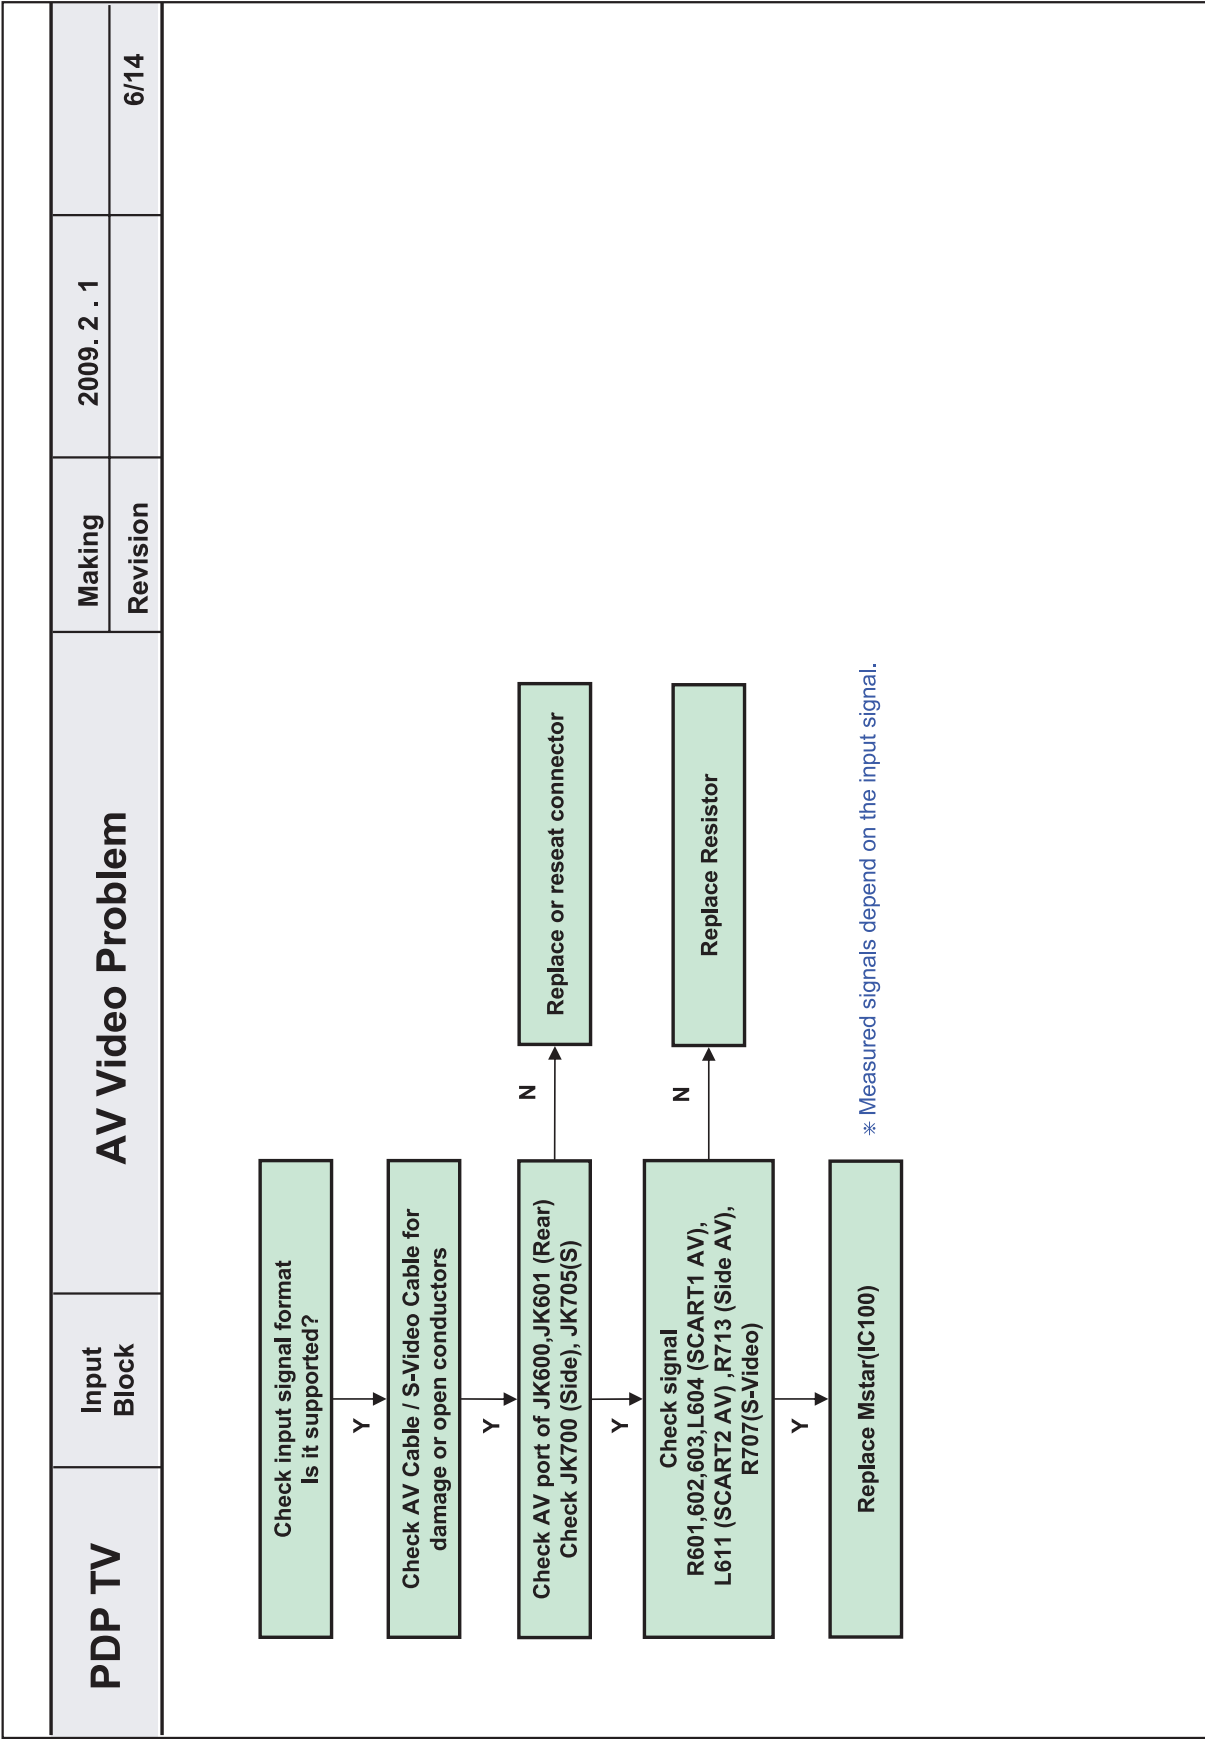 PDP TV
Input
Block
AV Video Problem
Making
2009. 2 . 1
Revision
6/14
Check input signal format
Is it supported?
Y
Check AV Cable / S-Video Cable for
damage or open conductors
Y
Check AV port of JK600,JK601 (Rear)
Check JK700 (Side), JK705(S)
N
Replace or reseat connector
Y
Check signal
R601,602,603,L604 (SCART1 AV),
L611 (SCART2 AV) ,R713 (Side AV),
R707(S-Video)
N
Replace Resistor
Y
Replace Mstar(IC100)
※ Measured signals depend on the input signal.